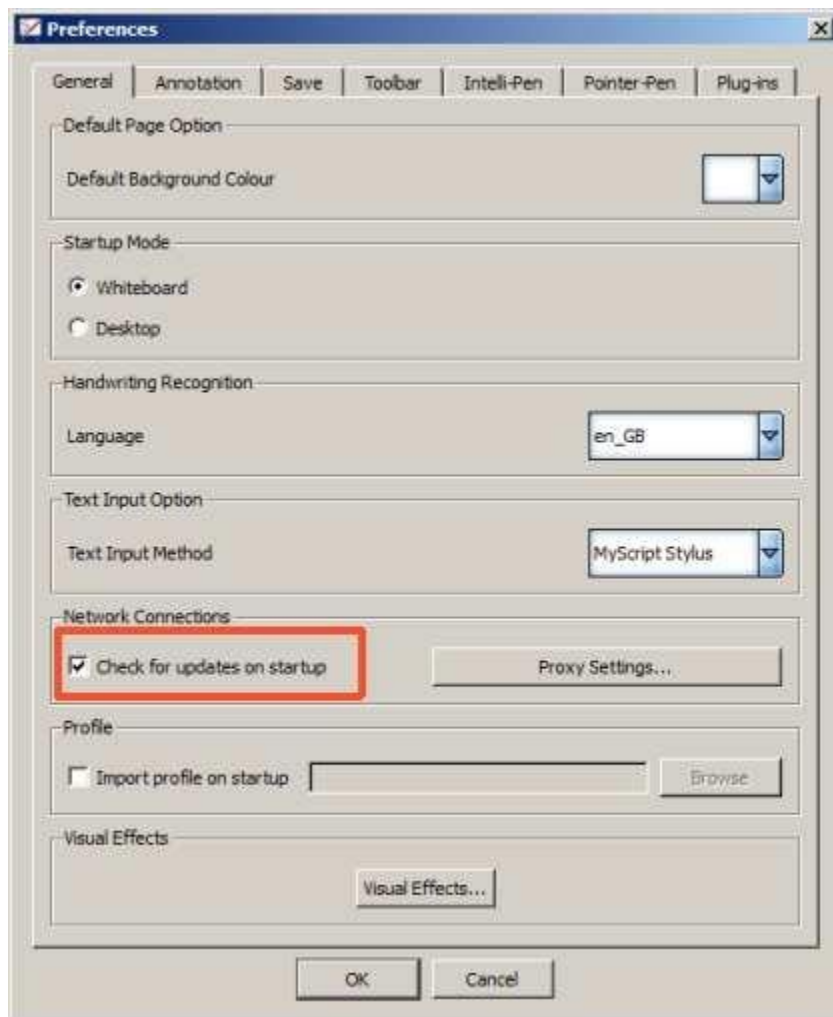 Preferences
General Annotation Save Toolbar Intelli-Pen Pointer-Pen Plug-ins
Default Page Option
Default Background Colour
Startup Mode
Whiteboard
Desktop
Handwriting Recognition
Language en_GB
Text Input Option
Text Input Method MyScript Stylus
Network Connections
Check for updates on startup Proxy Settings...
Profile
Import profile on startup Browse
Visual Effects
Visual Effects...
OK Cancel